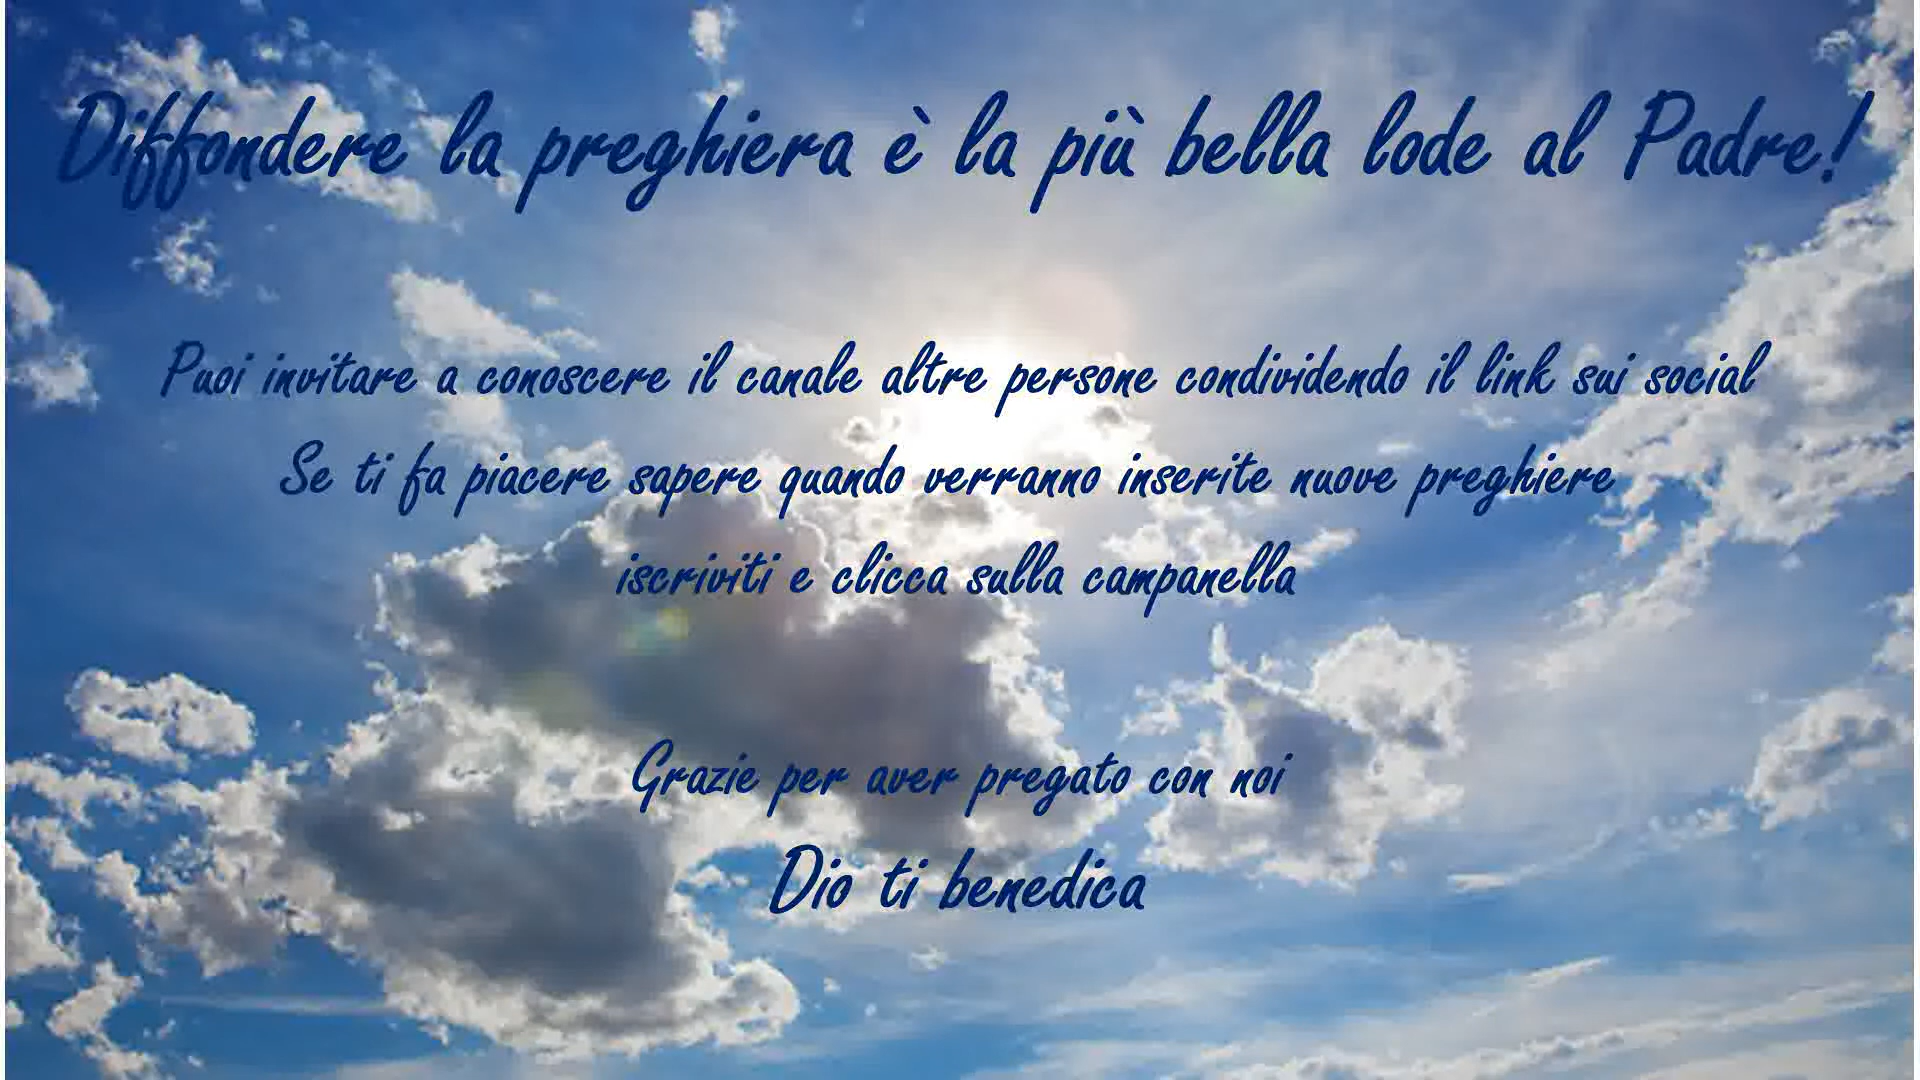 Diffondere la preghiera è la più bella lode al Padre!
Puoi invitare a conoscere il canale altre persone condividendo il link sui social
Se ti fa piacere sapere quando verranno inserite nuove preghiere
iscriviti e clicca sulla campanella
Grazie per aver pregato con noi
Dio ti benedica